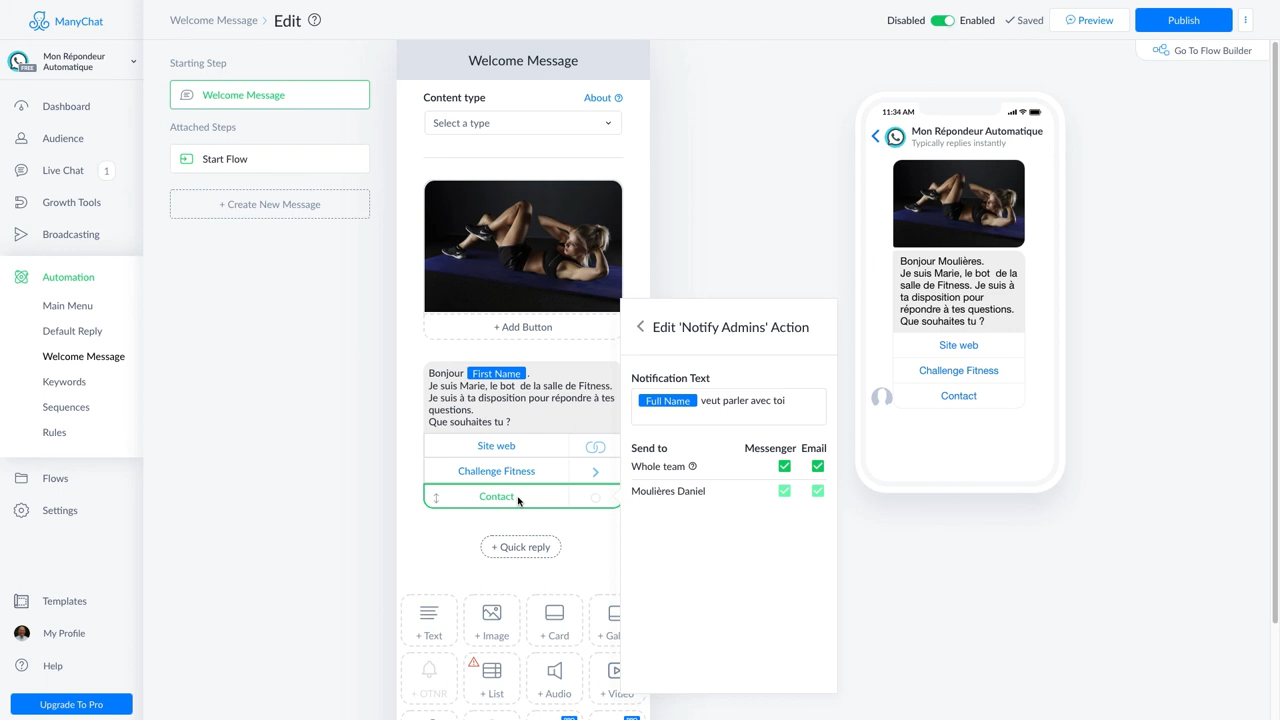 ManyChat
Welcome Message > Edit
Disabled
Enabled
Saved
Preview
Publish
Mon Répondeur
Automatique
FREE
Dashboard
Audience
Live Chat 1
Growth Tools
Broadcasting
Automation
Main Menu
Default Reply
Welcome Message
Keywords
Sequences
Rules
Flows
Settings
Templates
My Profile
Help
Upgrade To Pro
Starting Step
Welcome Message
Attached Steps
Start Flow
+ Create New Message
Welcome Message
Content type
About
Select a type
+ Add Button
Bonjour First Name .
Je suis Marie, le bot de la salle de Fitness.
Je suis à ta disposition pour répondre à tes
questions.
Que souhaites tu ?
Site web
Challenge Fitness
Contact
+ Quick reply
+ Text
+ Image
+ Card
+ OTNR
+ List
+ Audio
+ Video
PRO
PRO
Edit 'Notify Admins' Action
Notification Text
Full Name veut parler avec toi
Send to
Messenger
Email
Whole team
Moulières Daniel
Go To Flow Builder
11:34 AM
Mon Répondeur Automatique
Typically replies instantly
Bonjour Moulières.
Je suis Marie, le bot de la
salle de Fitness. Je suis à
ta disposition pour
répondre à tes questions.
Que souhaites tu ?
Site web
Challenge Fitness
Contact